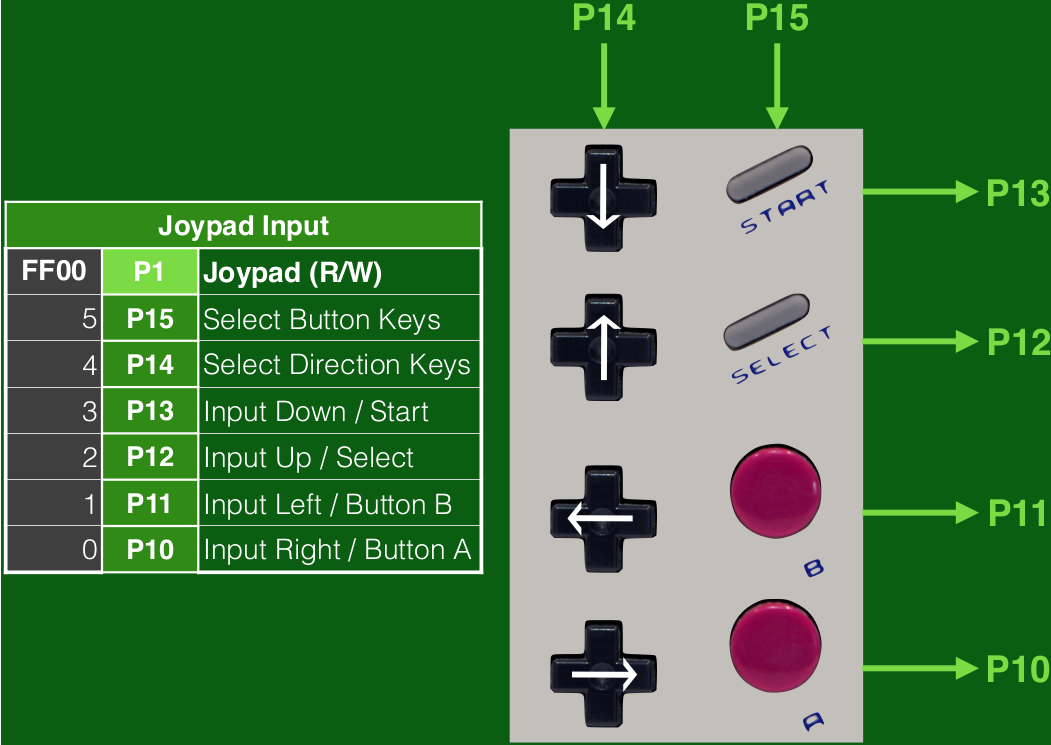 P14 P15
Joypad Input
FF00 P1 Joypad (R/W)
5 P15 Select Button Keys
4 P14 Select Direction Keys
3 P13 Input Down / Start
2 P12 Input Up / Select
1 P11 Input Left / Button B
0 P10 Input Right / Button A
START
P13
SELECT
P12
P11
B
P10
A